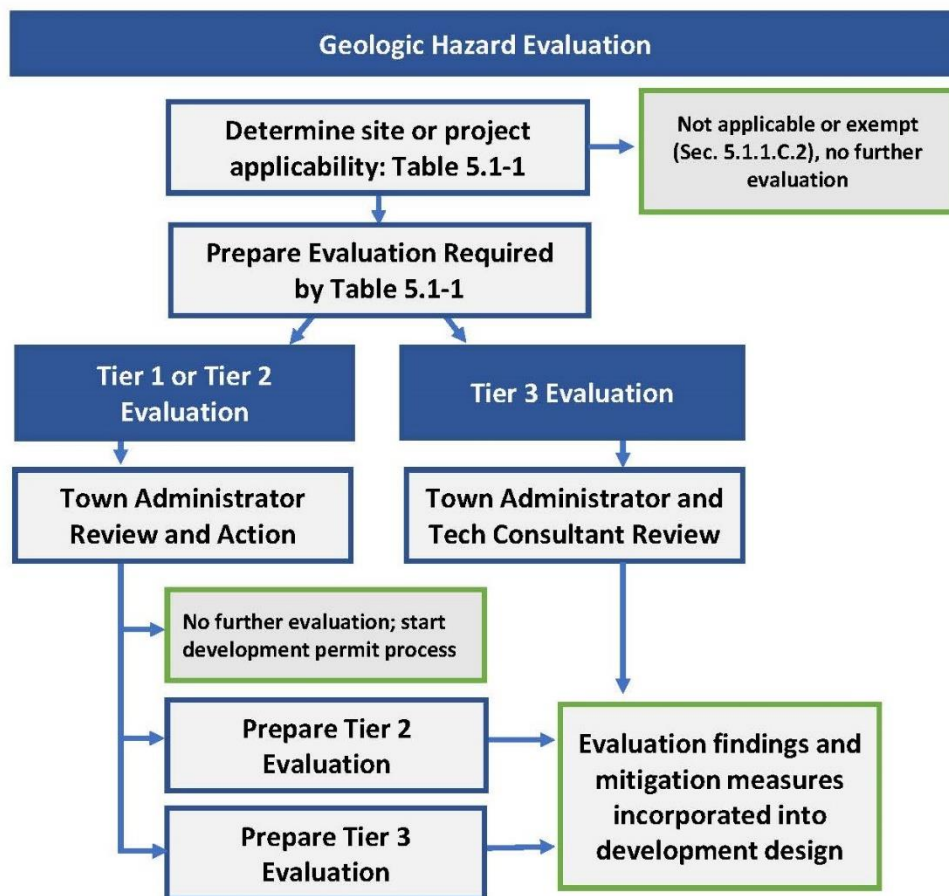 Geologic Hazard Evaluation
Determine site or project
applicability: Table 5.1-1
Not applicable or exempt
(Sec. 5.1.1.C.2), no further
evaluation
Prepare Evaluation Required
by Table 5.1-1
Tier 1 or Tier 2
Evaluation
Tier 3 Evaluation
Town Administrator
Review and Action
Town Administrator and
Tech Consultant Review
No further evaluation; start
development permit process
Prepare Tier 2
Evaluation
Prepare Tier 3
Evaluation
Evaluation findings and
mitigation measures
incorporated into
development design